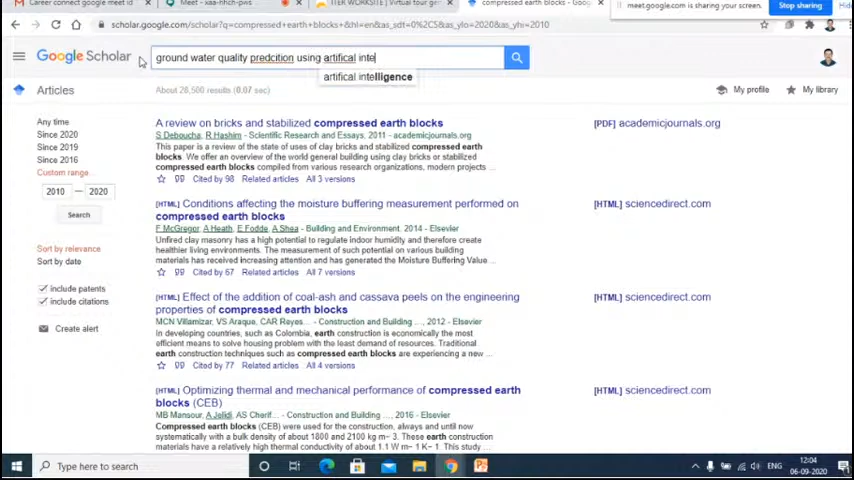 Career connect google meet id
Meet - xaa-nhch-pws
ITER WORKSITE | Virtual tour gen
compressed earth blocks - Googl
meet.google.com is sharing your screen.
Stop sharing
scholar.google.com/scholar?q=compressed+earth+blocks+&hl=en&as_sdt=0%2C5&as_ylo=2020&as_yhi=2010
Google Scholar
ground water quality predcition using artifical inte
artifical intelligence
Articles
About 28,500 results (0.07 sec)
My profile
My library
Any time
Since 2020
Since 2019
Since 2016
Custom range
2010 — 2020
Search
Sort by relevance
Sort by date
include patents
include citations
Create alert
A review on bricks and stabilized compressed earth blocks
S Deboucha, R Hashim - Scientific Research and Essays, 2011 - academicjournals.org
This paper is a review of the state of uses of clay bricks and stabilized compressed earth
blocks. We offer an overview of the world general building using clay bricks or stabilized
compressed earth blocks compiled from various research organizations, modern projects ...
Cited by 98 Related articles All 3 versions
[PDF] academicjournals.org
[HTML] Conditions affecting the moisture buffering measurement performed on
compressed earth blocks
F McGregor, A Heath, E Fodde, A Shea - Building and Environment, 2014 - Elsevier
Unfired clay masonry has a high potential to regulate indoor humidity and therefore create
healthier living environments. The measurement of such potential on various building
materials has received increasing attention and has generated the Moisture Buffering Value ...
Cited by 67 Related articles All 7 versions
[HTML] sciencedirect.com
[HTML] Effect of the addition of coal-ash and cassava peels on the engineering
properties of compressed earth blocks
MCN Villamizar, VS Araque, CAR Reyes... - Construction and Building ..., 2012 - Elsevier
In developing countries, such as Colombia, earth construction is economically the most
efficient means to solve housing problem with the least demand of resources. Traditional
earth construction techniques such as compressed earth blocks are experiencing a new ...
Cited by 77 Related articles All 4 versions
[HTML] sciencedirect.com
[HTML] Optimizing thermal and mechanical performance of compressed earth
blocks (CEB)
MB Mansour, A Jelidi, AS Cherif... - Construction and Building ..., 2016 - Elsevier
Compressed earth blocks (CEB) were used for the construction, always and until now
systematically with a bulk density of about 1800 and 2100 kg m− 3. These earth construction
materials have a relatively high thermal conductivity of about 1.1 W m− 1 K− 1. This study ...
[HTML] sciencedirect.com
Type here to search
ENG
12:04
06-09-2020